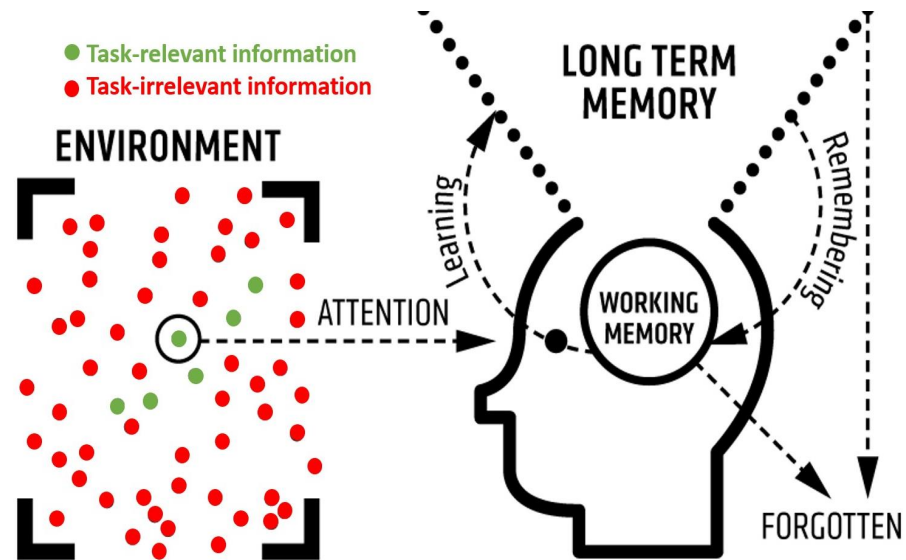 Task-relevant information
Task-irrelevant information
ENVIRONMENT
LONG TERM
MEMORY
Learning
Remembering
ATTENTION
WORKING
MEMORY
FORGOTTEN